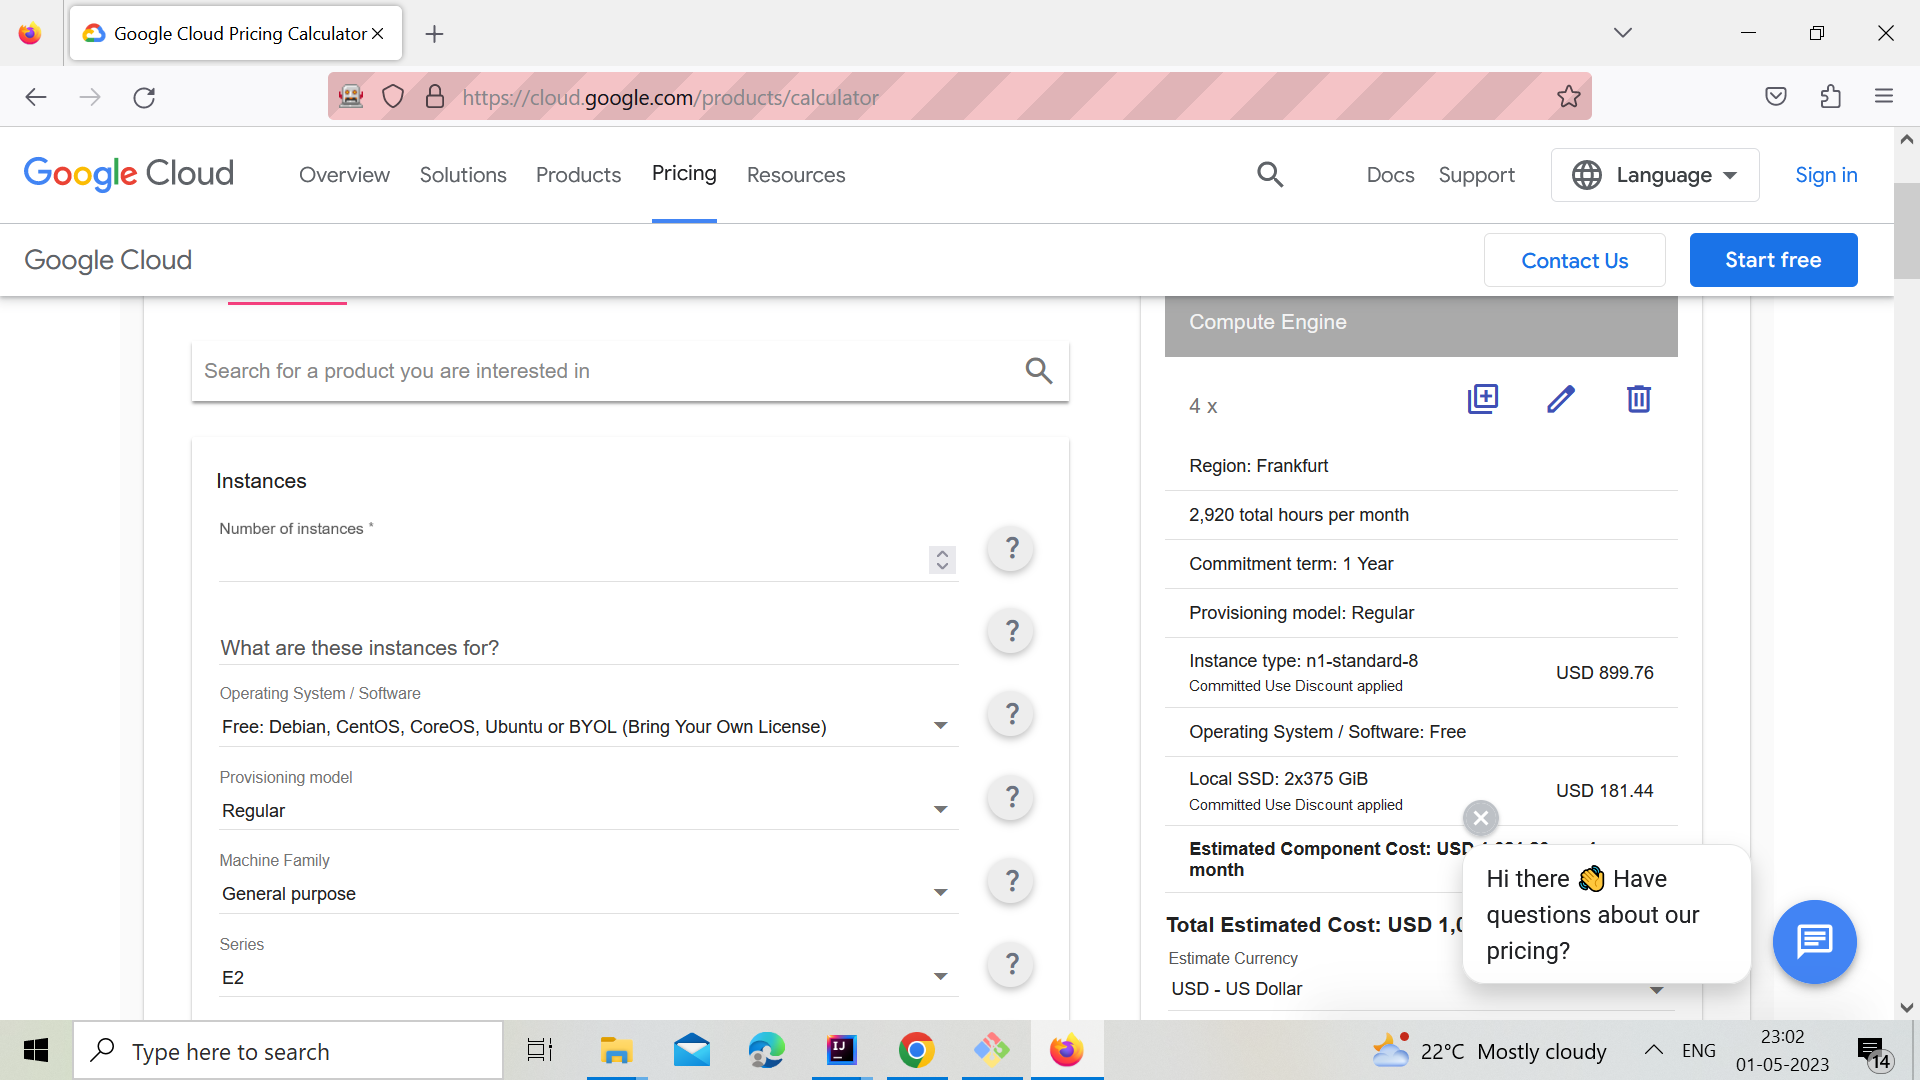 Google Cloud Pricing Calculator
https://cloud.google.com/products/calculator
Google Cloud
Overview
Solutions
Products
Pricing
Resources
Docs
Support
Language
Sign in
Google Cloud
Contact Us
Start free
Search for a product you are interested in
Instances
Number of instances *
?
What are these instances for?
?
Operating System / Software
Free: Debian, CentOS, CoreOS, Ubuntu or BYOL (Bring Your Own License)
?
Provisioning model
Regular
?
Machine Family
General purpose
?
Series
E2
?
Compute Engine
4 x
Region: Frankfurt
2,920 total hours per month
Commitment term: 1 Year
Provisioning model: Regular
Instance type: n1-standard-8
Committed Use Discount applied
USD 899.76
Operating System / Software: Free
Local SSD: 2x375 GiB
Committed Use Discount applied
USD 181.44
Estimated Component Cost: USD
month
Total Estimated Cost: USD 1,0
Estimate Currency
USD - US Dollar
Hi there 👋 Have
questions about our
pricing?
Type here to search
IJ
22°C Mostly cloudy
ENG
23:02
01-05-2023
14